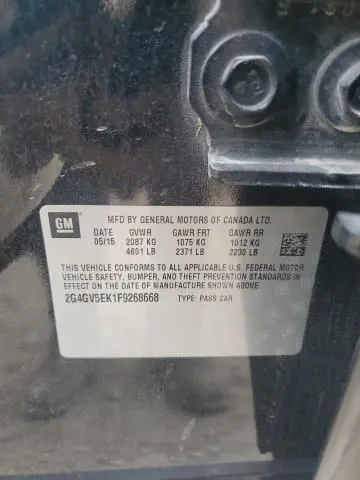 GM
MFD BY GENERAL MOTORS OF CANADA LTD.
DATE GVWR GAWR FRT GAWR RR
05/15 2087 KG 1075 KG 1012 KG
4601 LB 2371 LB 2230 LB
THIS VEHICLE CONFORMS TO ALL APPLICABLE U.S. FEDERAL MOTOR
VEHICLE SAFETY, BUMPER, AND THEFT PREVENTION STANDARDS
IN EFFECT ON THE DATE OF MANUFACTURE SHOWN ABOVE.
2G4GV5EK1F9268668 TYPE: PASS CAR